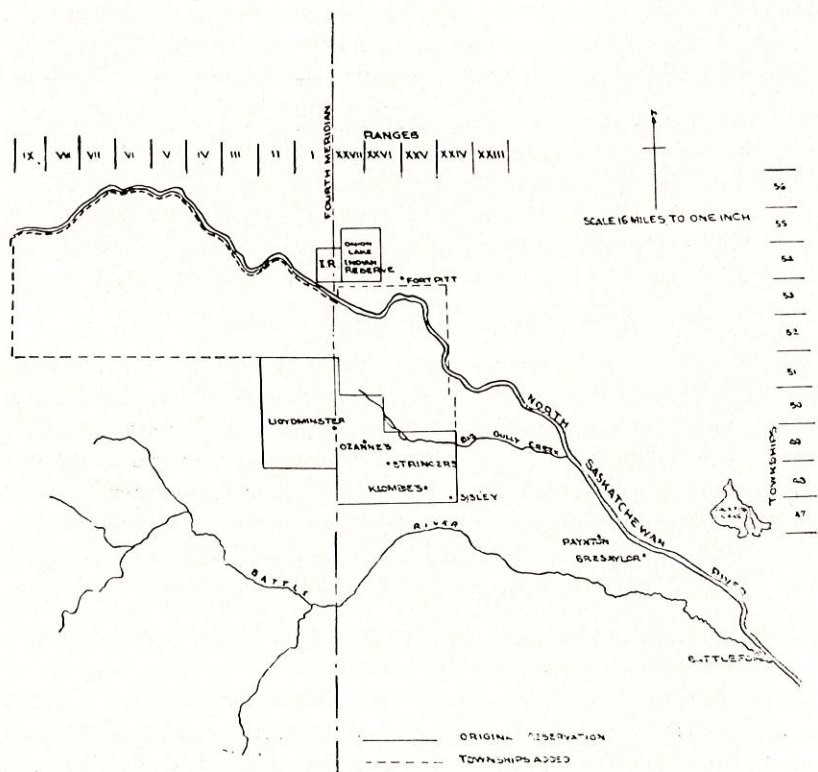 RANGES
IX VIII VII VI V IV III II I XXVII XXVI XXV XXIV XXIII
FOURTH MERIDIAN
SCALE 16 MILES TO ONE INCH
56
55
54
53
52
51
50
TOWNSHIPS
47
I.R.
ONION
LAKE
INDIAN
RESERVE
FORT PITT
LLOYDMINSTER
OZANNE'S
STRINGERS
KLOMBES
SISLEY
BIG GULLY CREEK
NORTH SASKATCHEWAN RIVER
PAYNTON
BRESAYLOR
BATTLE RIVER
BATTLEFORD
ORIGINAL RESERVATION
TOWNSHIPS ADDED